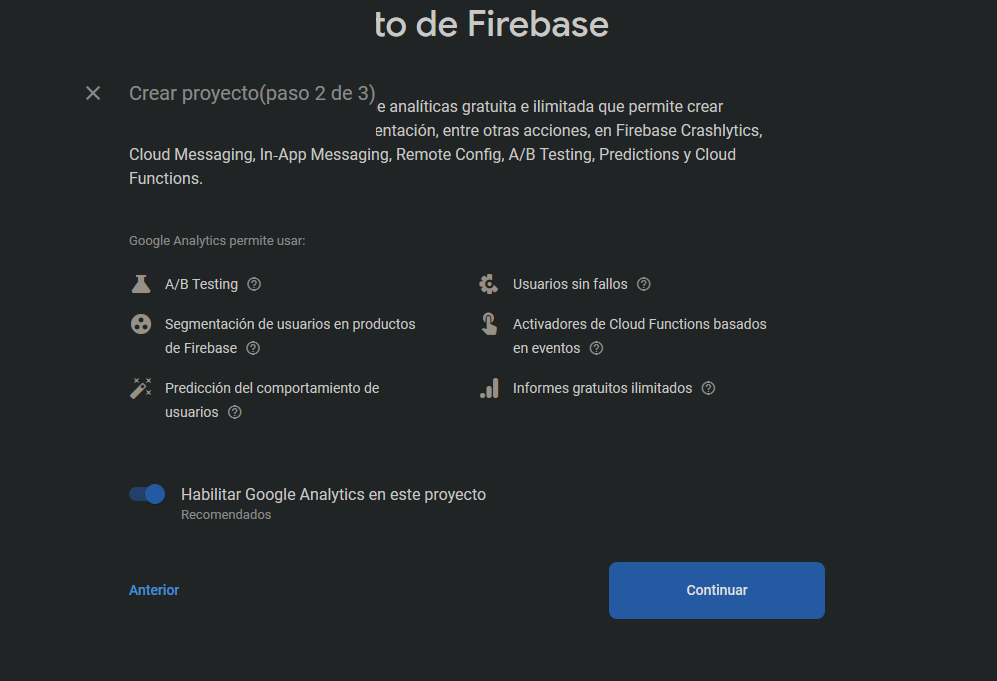 to de Firebase
Crear proyecto(paso 2 de 3)
e analíticas gratuita e ilimitada que permite crear
entación, entre otras acciones, en Firebase Crashlytics,
Cloud Messaging, In-App Messaging, Remote Config, A/B Testing, Predictions y Cloud
Functions.
Google Analytics permite usar:
A/B Testing
Usuarios sin fallos
Segmentación de usuarios en productos
de Firebase
Activadores de Cloud Functions basados
en eventos
Predicción del comportamiento de
usuarios
Informes gratuitos ilimitados
Habilitar Google Analytics en este proyecto
Recomendados
Anterior
Continuar